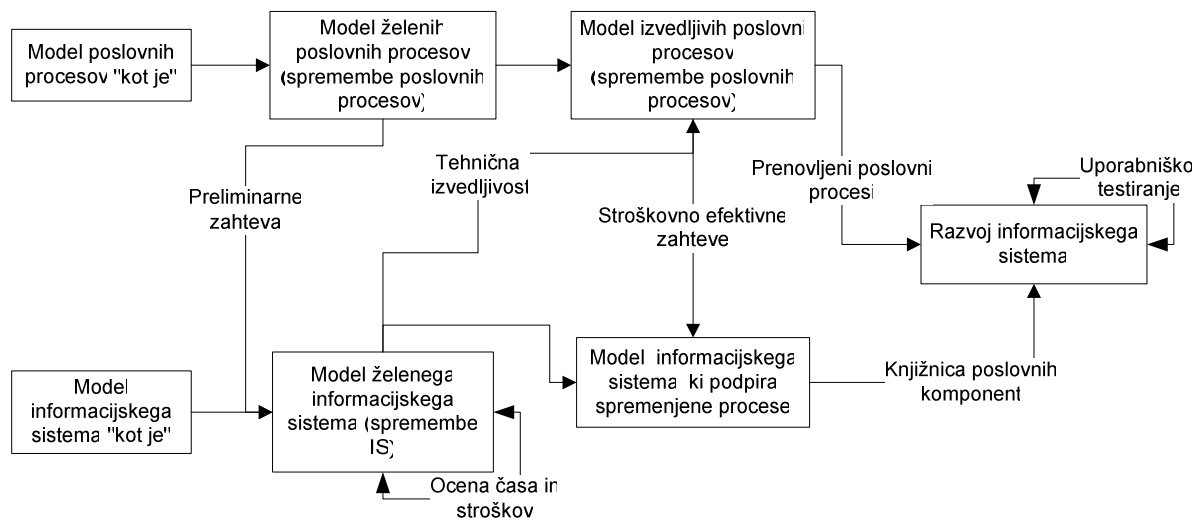 Model poslovnih
procesov "kot je"
Model želenih
poslovnih procesov
(spremembe poslovnih
procesov)
Model izvedljivih poslovni
procesov
(spremembe poslovnih
procesov)
Preliminarne
zahteva
Tehnična
izvedljivost
Stroškovno efektivne
zahteve
Prenovljeni poslovni
procesi
Uporabniško
testiranje
Razvoj informacijskega
sistema
Model
informacijskega
sistema "kot je"
Model želenega
informacijskega
sistema (spremembe
IS)
Ocena časa in
stroškov
Model informacijskega
sistema ki podpira
spremenjene procese
Knjižnica poslovnih
komponent